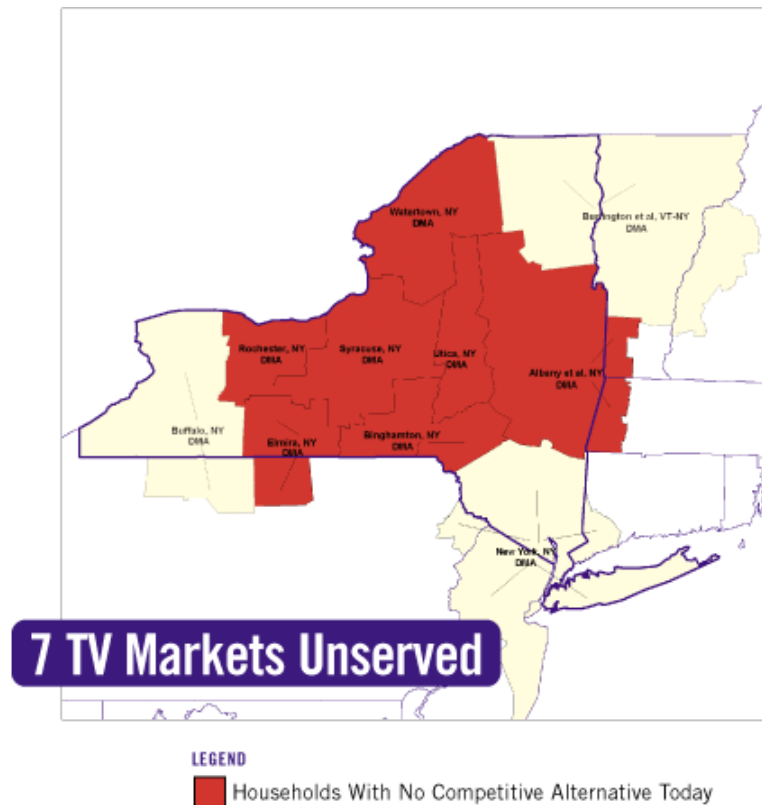 Watertown, NY
DMA
Burlington et al, VT-NY
DMA
Rochester, NY
DMA
Syracuse, NY
DMA
Utica, NY
DMA
Albany et al, NY
DMA
Buffalo, NY
DMA
Elmira, NY
DMA
Binghamton, NY
DMA
New York, NY
DMA
7 TV Markets Unserved
LEGEND
Households With No Competitive Alternative Today